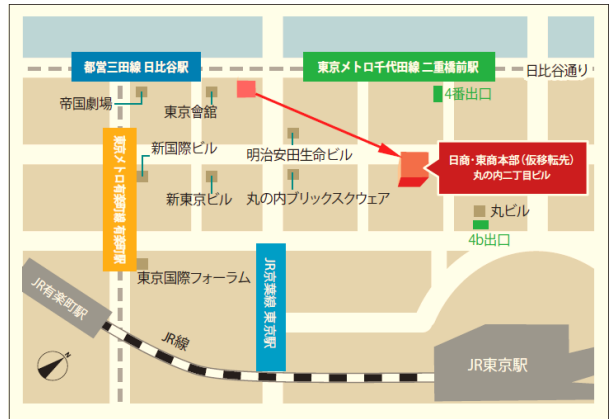 都営三田線 日比谷駅
東京メトロ千代田線 二重橋前駅
日比谷通り
帝国劇場
東京會舘
4番出口
東京メトロ有楽町線 有楽町駅
新国際ビル
明治安田生命ビル
日商・東商本部(仮移転先)
丸の内二丁目ビル
新東京ビル
丸の内ブリックスクウェア
丸ビル
4b出口
東京国際フォーラム
JR京葉線 東京駅
JR有楽町駅
JR線
JR東京駅
N